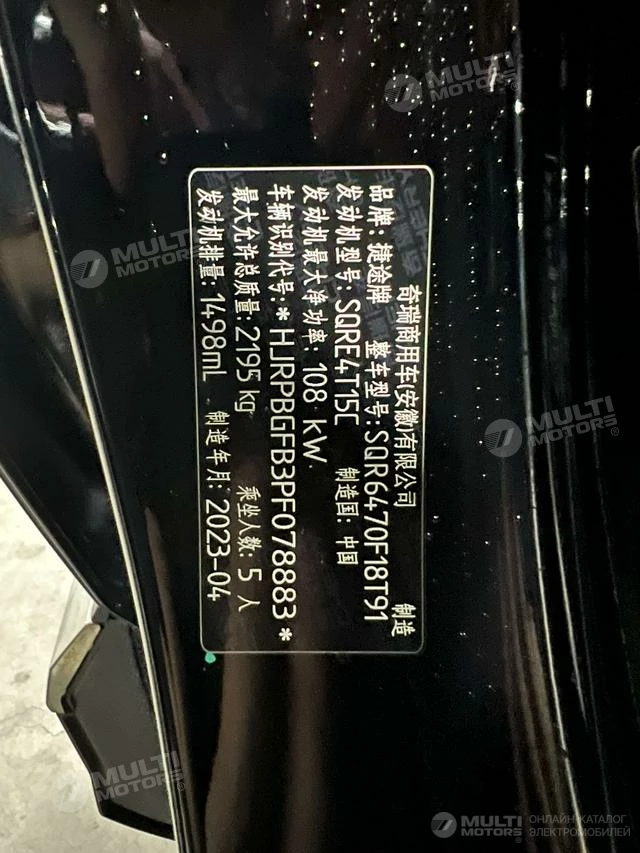 奇瑞商用车(安徽)有限公司 制造
品牌: 捷途牌 整车型号: SQR6470F18T91
发动机型号: SQRE4T15C 制造国: 中国
发动机最大净功率: 108 kW
车辆识别代号: *HJRPBGFB3PF078883*
最大允许总质量: 2195 kg 乘坐人数: 5 人
发动机排量: 1498mL 制造年月: 2023-04
MULTI
MOTORS®
MULTI
MOTORS®
MULTI
MOTORS®
MULTI
MOTORS®
MULTI
MOTORS®
ОНЛАЙН-КАТАЛОГ
ЭЛЕКТРОМОБИЛЕЙ